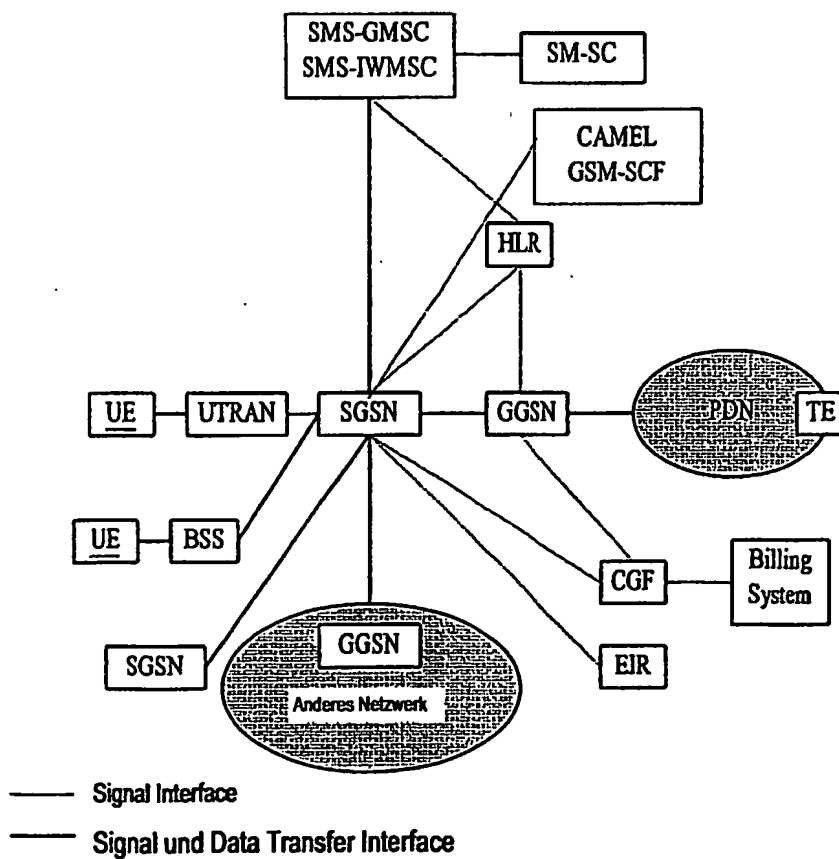 SMS-GMSC
SMS-IWMSC
SM-SC
CAMEL
GSM-SCF
HLR
UE
UTRAN
SGSN
GGSN
PDN
TE
UE
BSS
CGF
Billing
System
SGSN
GGSN
EIR
Anderes Netzwerk
Signal Interface
Signal und Data Transfer Interface